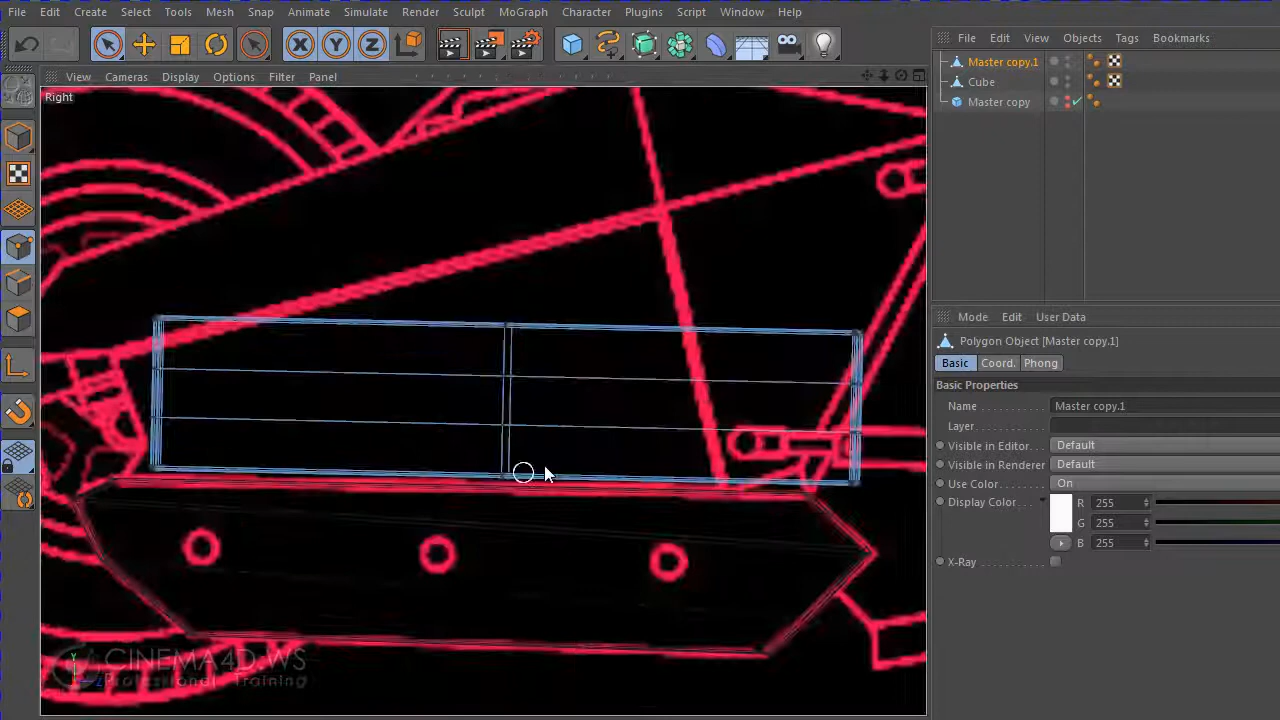 File Edit Create Select Tools Mesh Snap Animate Simulate Render Sculpt MoGraph Character Plugins Script Window Help
File Edit View Objects Tags Bookmarks
View Cameras Display Options Filter Panel
Right
Master copy.1
Cube
Master copy
Mode Edit User Data
Polygon Object [Master copy.1]
Basic Coord. Phong
Basic Properties
Name Master copy.1
Layer
Visible in Editor Default
Visible in Renderer Default
Use Color On
Display Color R 255
G 255
B 255
X-Ray
CINEMA4D.WS
Professional Training
X Y Z
Y
Z